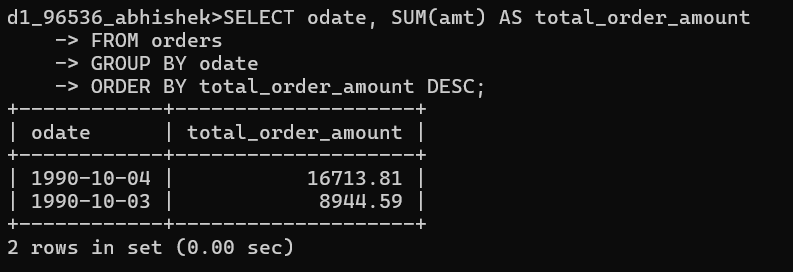 d1_96536_abhishek>SELECT odate, SUM(amt) AS total_order_amount
    -> FROM orders
    -> GROUP BY odate
    -> ORDER BY total_order_amount DESC;
+------------+--------------------+
| odate      | total_order_amount |
+------------+--------------------+
| 1990-10-04 |           16713.81 |
| 1990-10-03 |            8944.59 |
+------------+--------------------+
2 rows in set (0.00 sec)